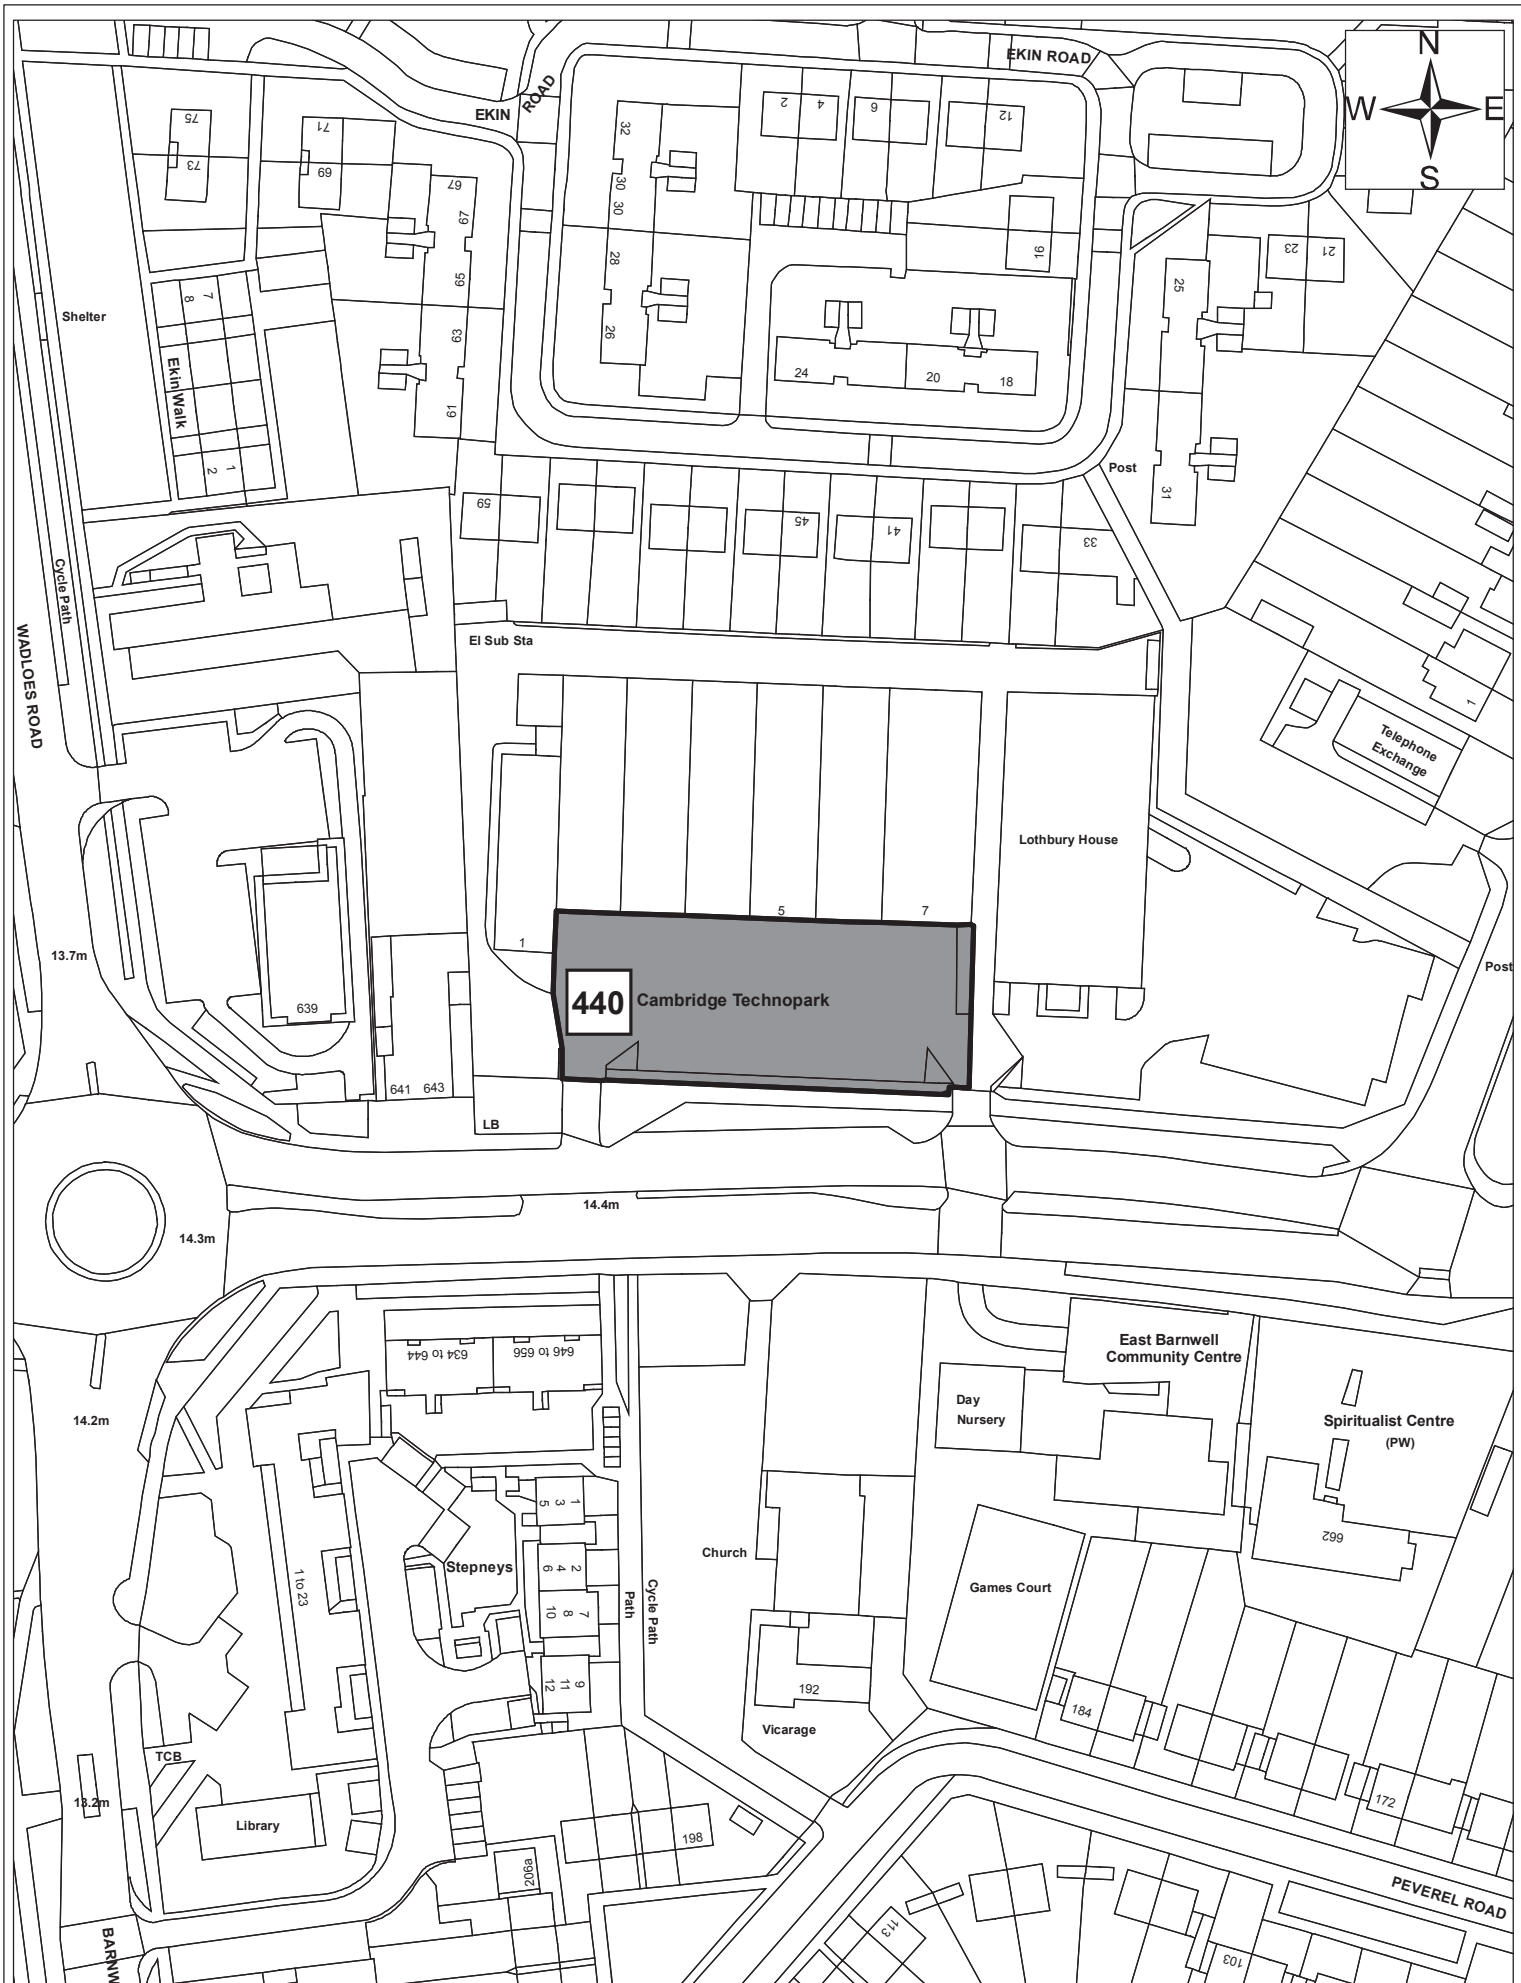 N
W
E
S
EKIN ROAD
EKIN
ROAD
75
73
71
69
67
67
65
63
61
32
30
30
28
26
2
4
6
12
16
24
20
18
25
31
23
21
Shelter
Ekin Walk
8
7
2
1
Post
59
45
41
33
Cycle Path
WADLOES ROAD
El Sub Sta
1
Telephone
Exchange
Lothbury House
5
7
1
13.7m
639
440
Cambridge Technopark
Post
641
643
LB
14.4m
14.3m
634 to 644
646 to 656
East Barnwell
Community Centre
Day
Nursery
Spiritualist Centre
(PW)
14.2m
1
3
5
2
4
6
7
8
10
9
11
12
Stepneys
1 to 23
Path
Cycle Path
Church
Games Court
662
192
Vicarage
184
172
TCB
13.2m
Library
198
206a
PEVEREL ROAD
113
103
BARNW